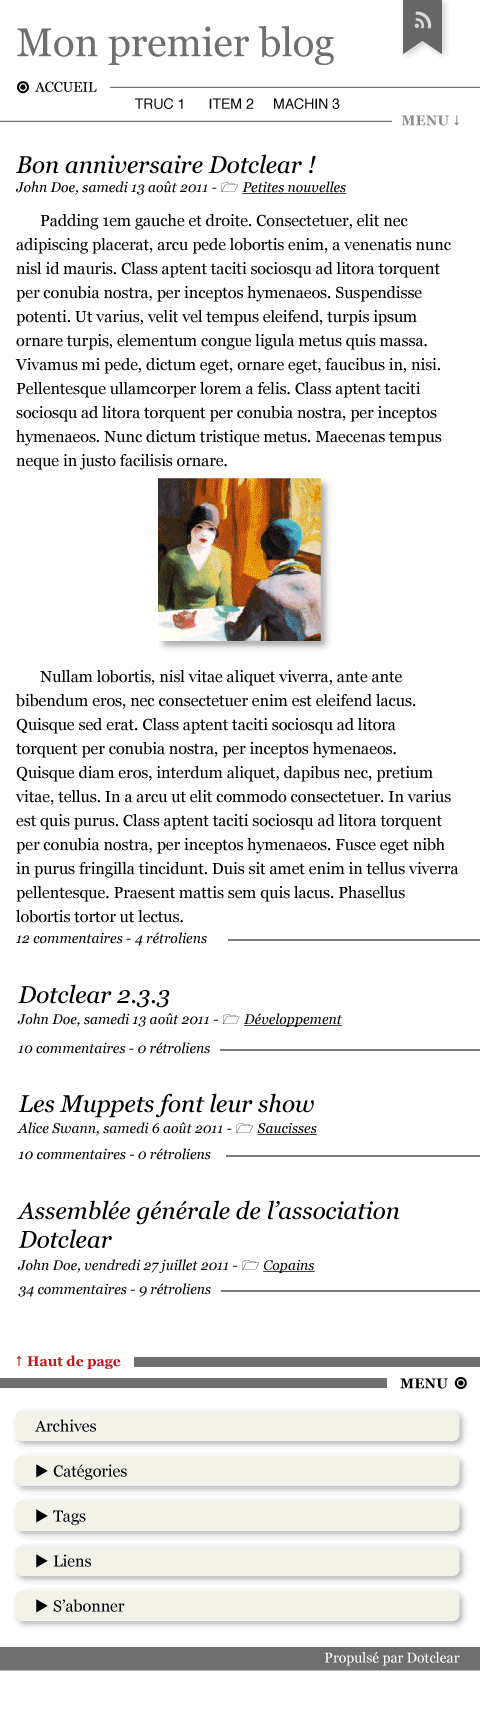 Mon premier blog
ACCUEIL
TRUC 1 ITEM 2 MACHIN 3
MENU ↓
Bon anniversaire Dotclear !
John Doe, samedi 13 août 2011 - Petites nouvelles
Padding 1em gauche et droite. Consectetuer, elit nec
adipiscing placerat, arcu pede lobortis enim, a venenatis nunc
nisl id mauris. Class aptent taciti sociosqu ad litora torquent
per conubia nostra, per inceptos hymenaeos. Suspendisse
potenti. Ut varius, velit vel tempus eleifend, turpis ipsum
ornare turpis, elementum congue ligula metus quis massa.
Vivamus mi pede, dictum eget, ornare eget, faucibus in, nisi.
Pellentesque ullamcorper lorem a felis. Class aptent taciti
sociosqu ad litora torquent per conubia nostra, per inceptos
hymenaeos. Nunc dictum tristique metus. Maecenas tempus
neque in justo facilisis ornare.
Nullam lobortis, nisl vitae aliquet viverra, ante ante
bibendum eros, nec consectetuer enim est eleifend lacus.
Quisque sed erat. Class aptent taciti sociosqu ad litora
torquent per conubia nostra, per inceptos hymenaeos.
Quisque diam eros, interdum aliquet, dapibus nec, pretium
vitae, tellus. In a arcu ut elit commodo consectetuer. In varius
est quis purus. Class aptent taciti sociosqu ad litora torquent
per conubia nostra, per inceptos hymenaeos. Fusce eget nibh
in purus fringilla tincidunt. Duis sit amet enim in tellus viverra
pellentesque. Praesent mattis sem quis lacus. Phasellus
lobortis tortor ut lectus.
12 commentaires - 4 rétroliens
Dotclear 2.3.3
John Doe, samedi 13 août 2011 - Développement
10 commentaires - 0 rétroliens
Les Muppets font leur show
Alice Swann, samedi 6 août 2011 - Saucisses
10 commentaires - 0 rétroliens
Assemblée générale de l’association
Dotclear
John Doe, vendredi 27 juillet 2011 - Copains
34 commentaires - 9 rétroliens
↑ Haut de page
MENU
Archives
▶ Catégories
▶ Tags
▶ Liens
▶ S’abonner
Propulsé par Dotclear